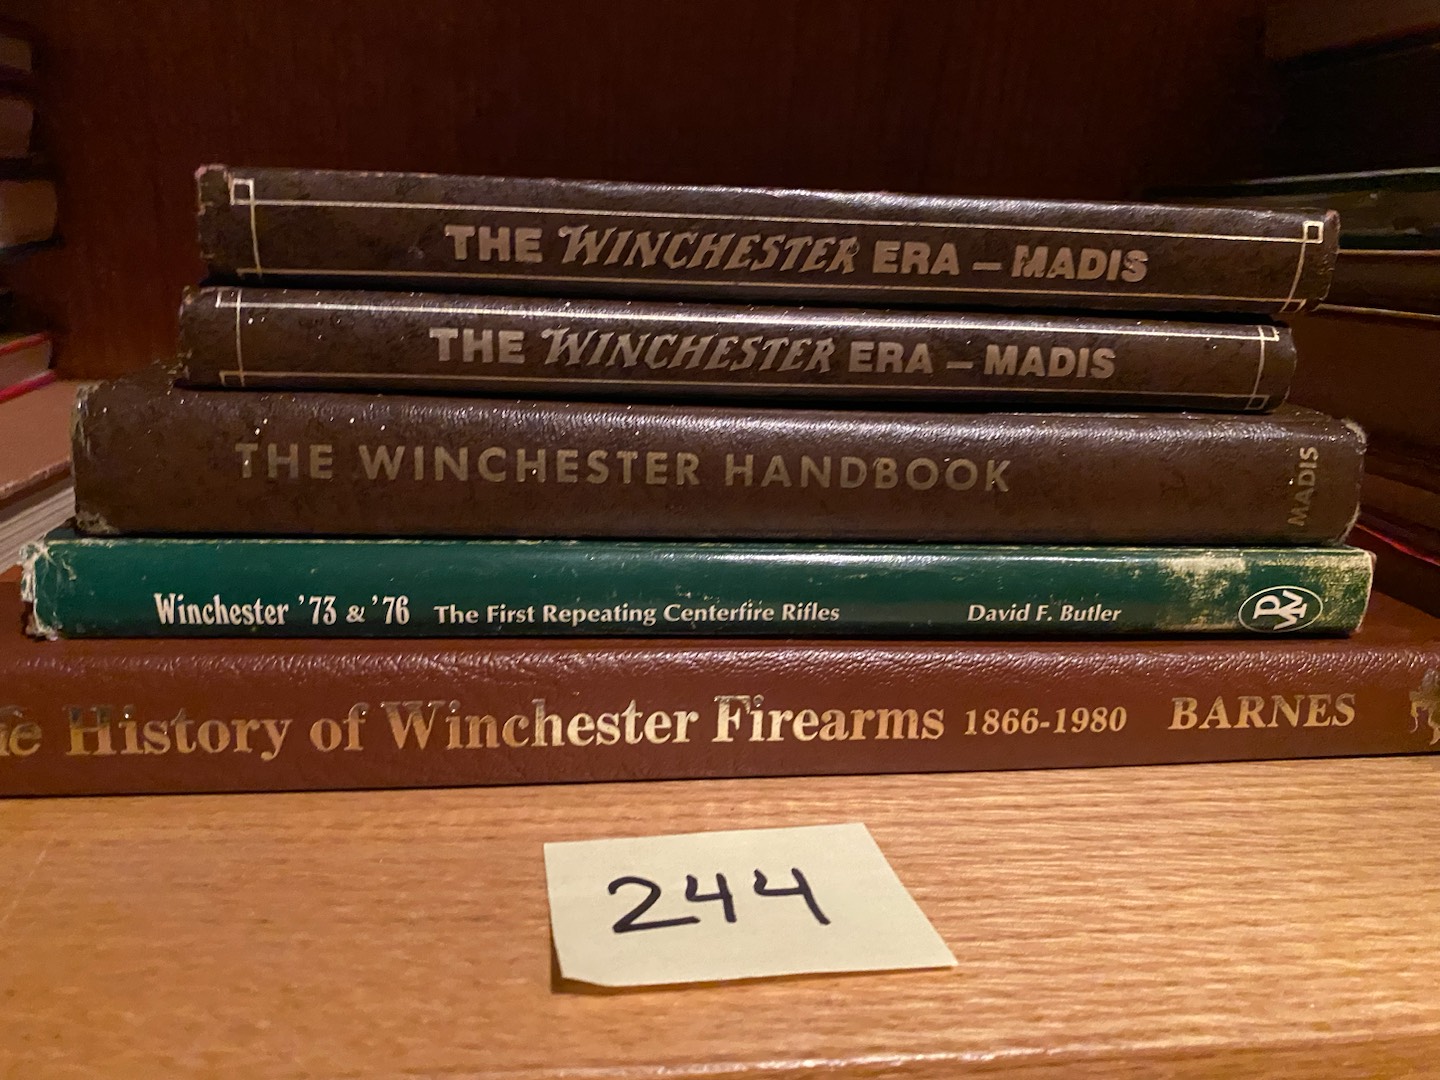 THE WINCHESTER ERA – MADIS
THE WINCHESTER ERA – MADIS
THE WINCHESTER HANDBOOK MADIS
Winchester '73 & '76 The First Repeating Centerfire Rifles David F. Butler
History of Winchester Firearms 1866-1980 BARNES
244